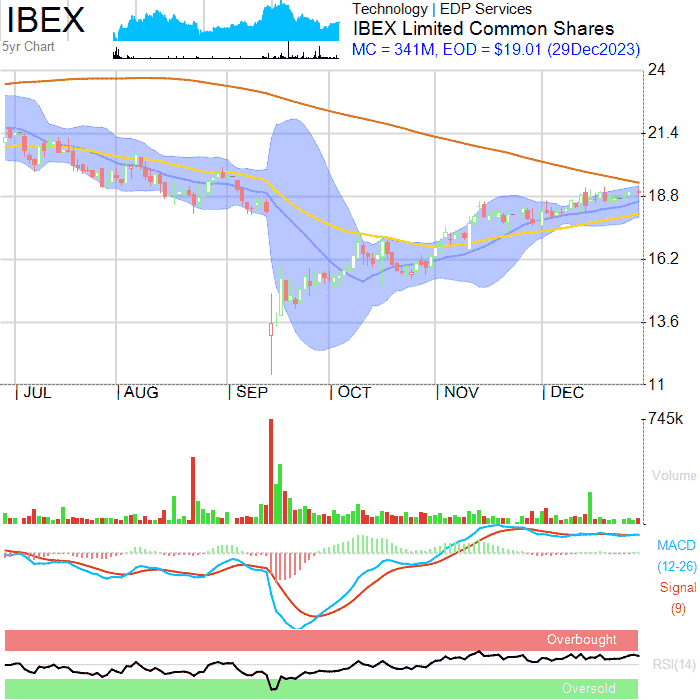 IBEX
5yr Chart
Technology | EDP Services
IBEX Limited Common Shares
MC = 341M, EOD = $19.01 (29Dec2023)
24
21.4
18.8
16.2
13.6
11
JUL AUG SEP OCT NOV DEC
745k
Volume
MACD
(12-26)
Signal
(9)
Overbought
RSI(14)
Oversold